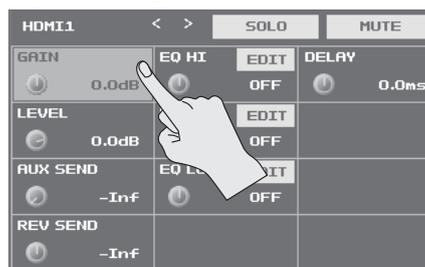 HDMI1 < > SOLO MUTE
GAIN EQ HI EDIT DELAY
0.0dB OFF 0.0ms
LEVEL EDIT
0.0dB OFF
AUX SEND EQ
-Inf OFF
REV SEND
-Inf